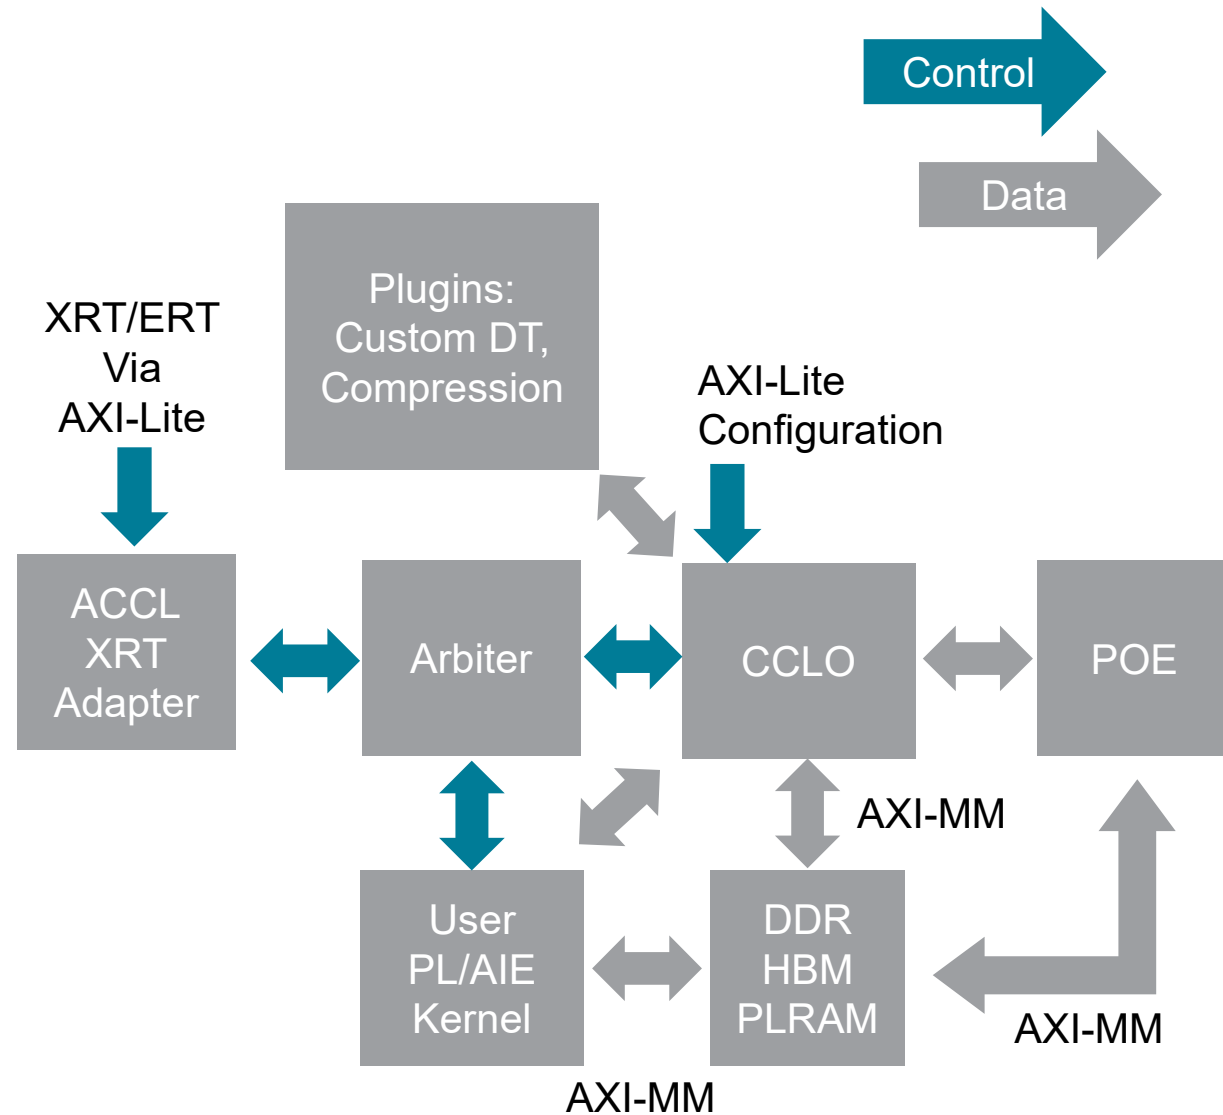 Control
Data
Plugins:
Custom DT,
Compression
XRT/ERT
Via
AXI-Lite
AXI-Lite
Configuration
ACCL
XRT
Adapter
Arbiter
CCLO
POE
AXI-MM
User
PL/AIE
Kernel
DDR
HBM
PLRAM
AXI-MM
AXI-MM